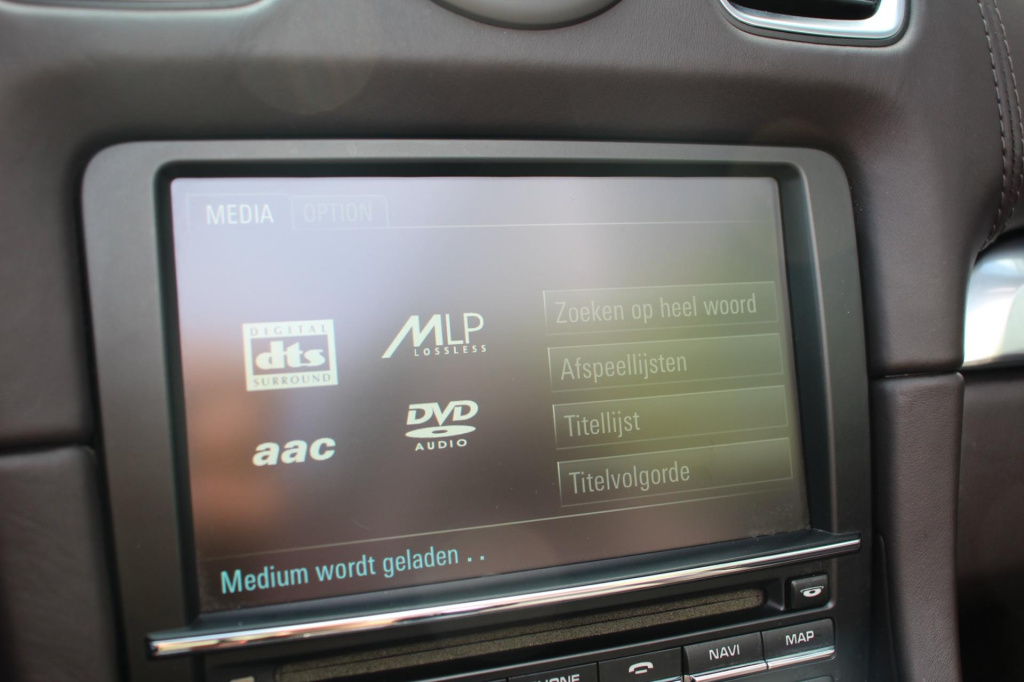 MEDIA OPTION
DIGITAL
dts
SURROUND
MLP
LOSSLESS
aac
DVD
AUDIO
Zoeken op heel woord
Afspeellijsten
Titellijst
Titelvolgorde
Medium wordt geladen . .
NAVI
MAP